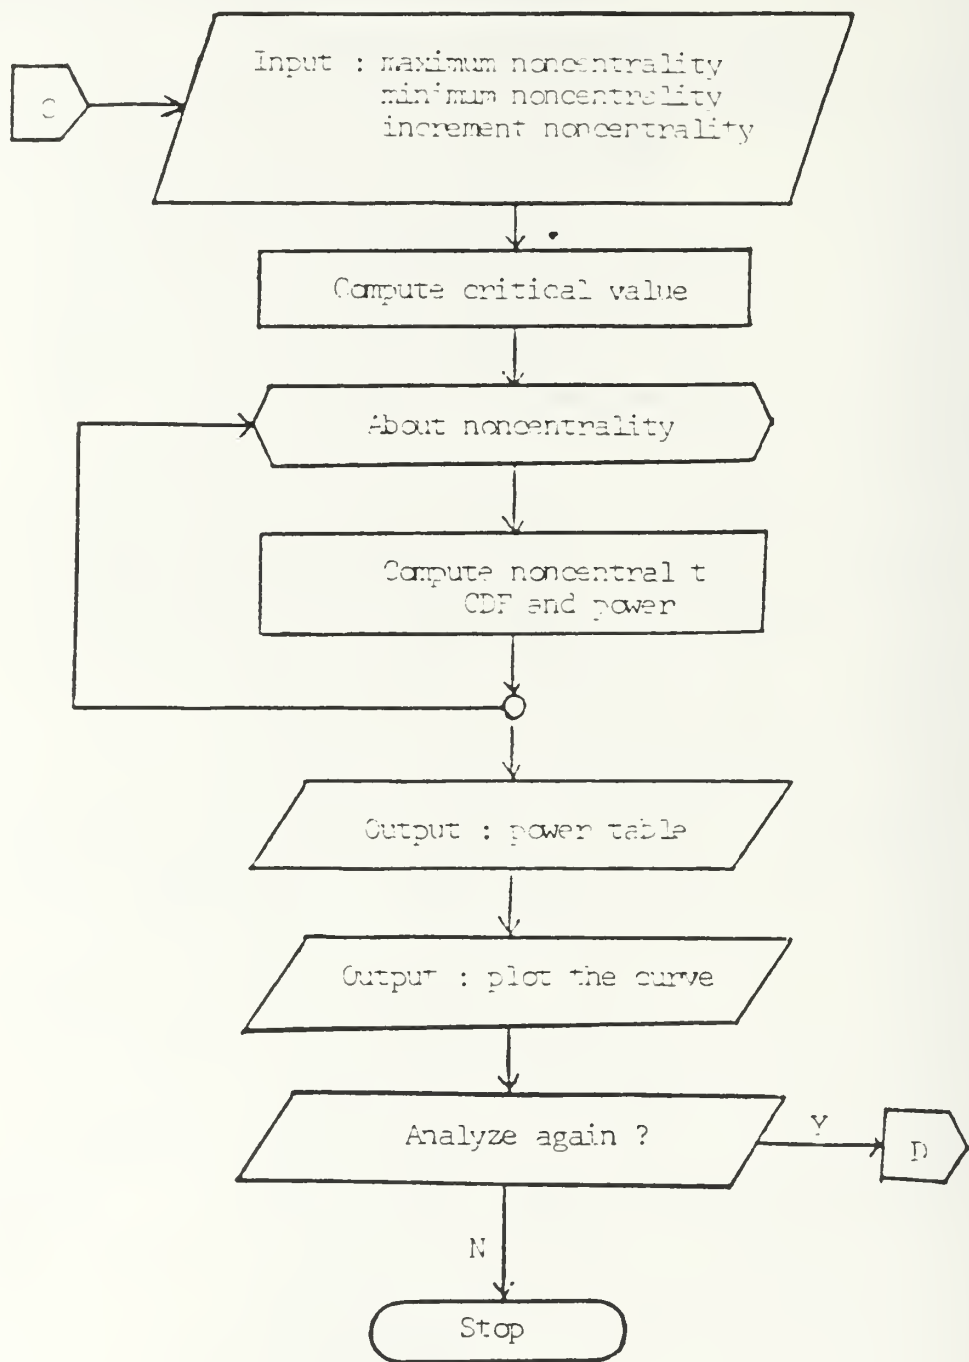 Input : maximum noncentrality
minimum noncentrality
increment noncentrality
C
Compute critical value
About noncentrality
Compute noncentral t
CDF and power
Output : power table
Output : plot the curve
Analyze again ?
Y
D
N
Stop